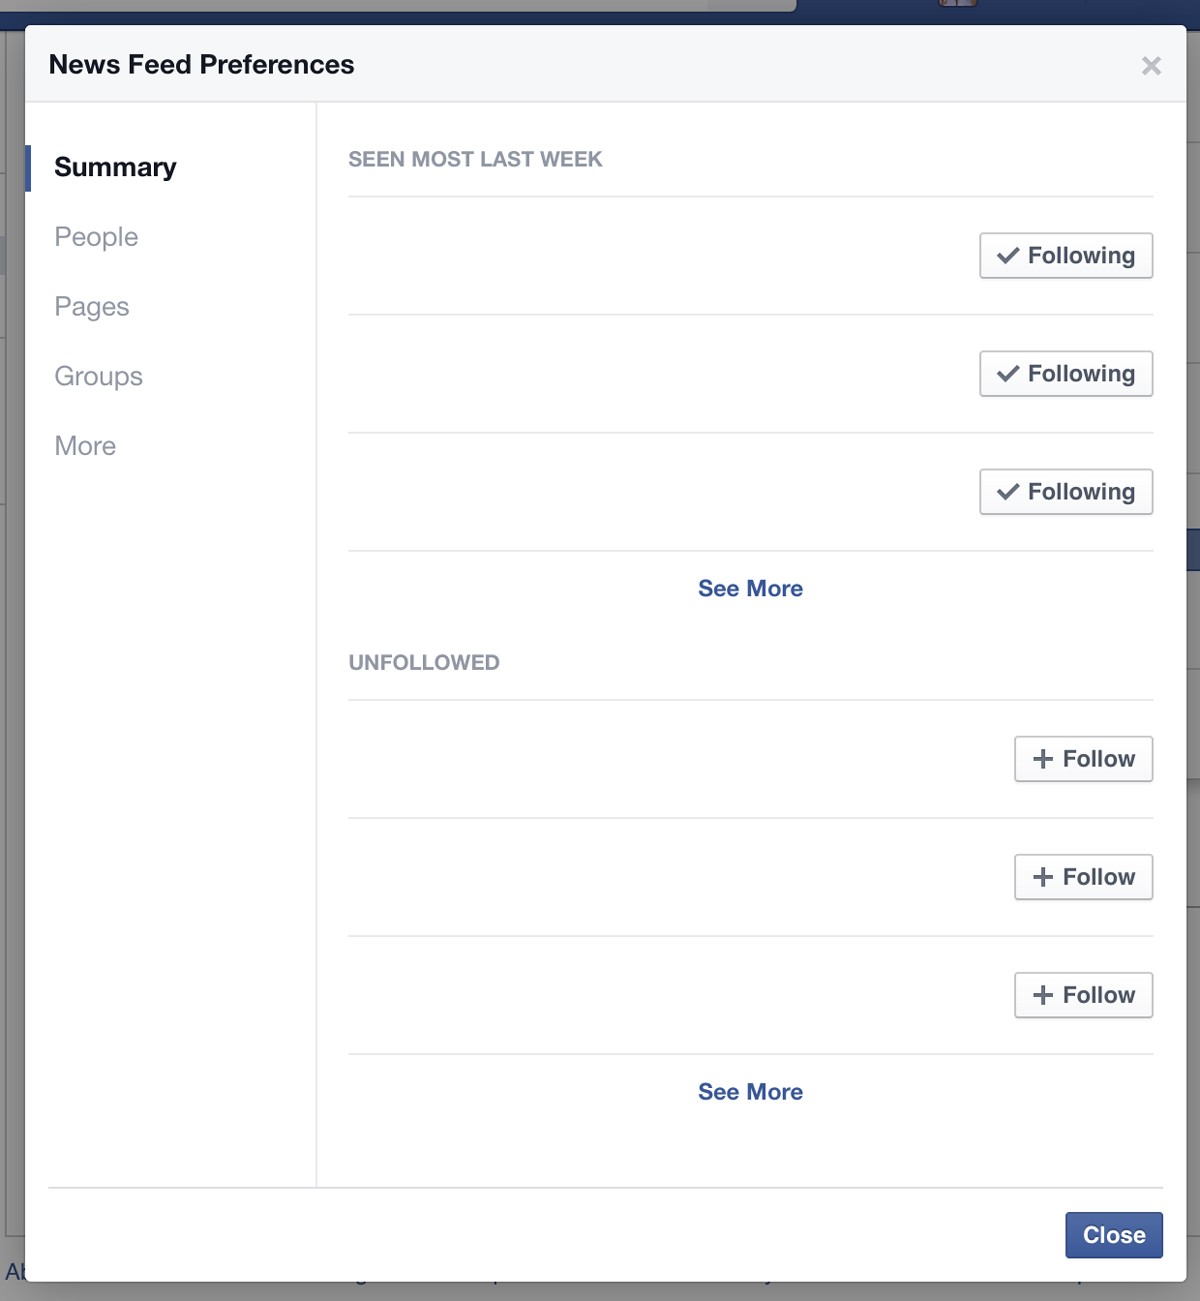 News Feed Preferences
Summary
People
Pages
Groups
More
SEEN MOST LAST WEEK
Following
Following
Following
See More
UNFOLLOWED
Follow
Follow
Follow
See More
Close